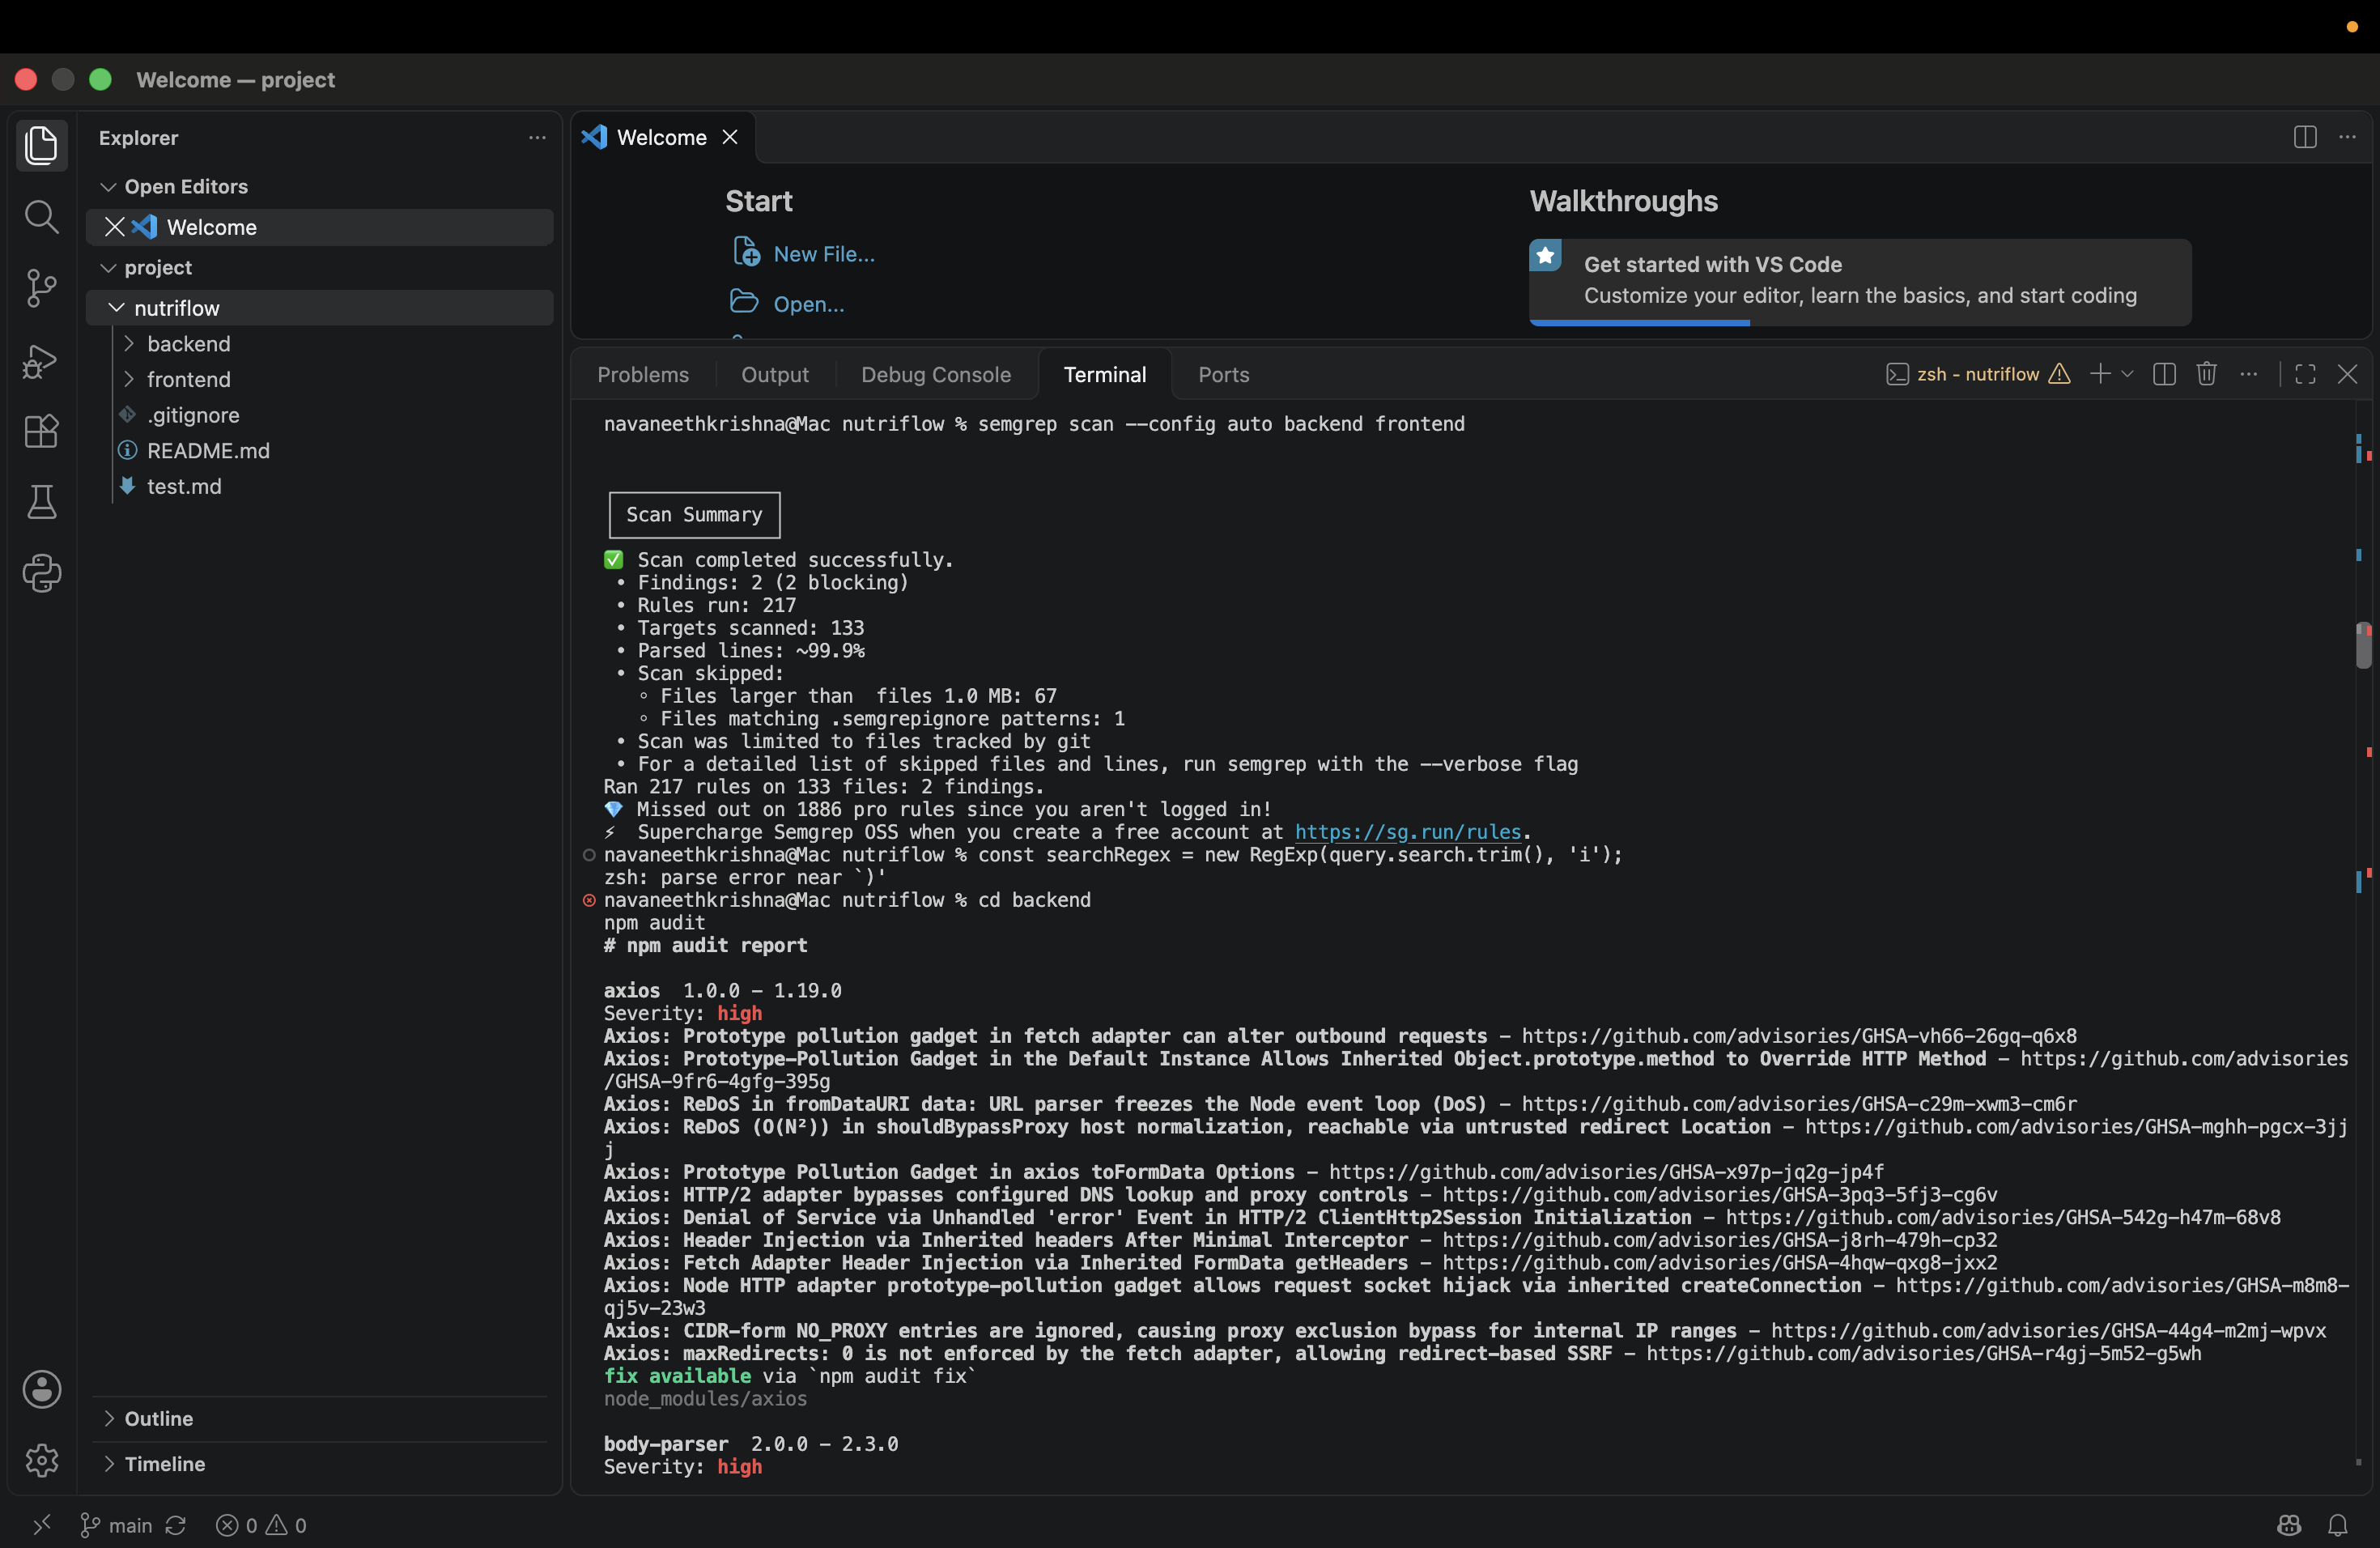 Welcome — project
Explorer
Open Editors
Welcome
project
nutriflow
backend
frontend
.gitignore
README.md
test.md
Outline
Timeline
Welcome
Start
New File...
Open...
Walkthroughs
Get started with VS Code
Customize your editor, learn the basics, and start coding
Problems
Output
Debug Console
Terminal
Ports
zsh - nutriflow
navaneethkrishna@Mac nutriflow % semgrep scan --config auto backend frontend
Scan Summary
✅ Scan completed successfully.
• Findings: 2 (2 blocking)
• Rules run: 217
• Targets scanned: 133
• Parsed lines: ~99.9%
• Scan skipped:
◦ Files larger than  files 1.0 MB: 67
◦ Files matching .semgrepignore patterns: 1
• Scan was limited to files tracked by git
• For a detailed list of skipped files and lines, run semgrep with the --verbose flag
Ran 217 rules on 133 files: 2 findings.
💎 Missed out on 1886 pro rules since you aren't logged in!
⚡ Supercharge Semgrep OSS when you create a free account at https://sg.run/rules.
navaneethkrishna@Mac nutriflow % const searchRegex = new RegExp(query.search.trim(), 'i');
zsh: parse error near `)'
navaneethkrishna@Mac nutriflow % cd backend
npm audit
# npm audit report
axios  1.0.0 - 1.19.0
Severity: high
Axios: Prototype pollution gadget in fetch adapter can alter outbound requests - https://github.com/advisories/GHSA-vh66-26gq-q6x8
Axios: Prototype-Pollution Gadget in the Default Instance Allows Inherited Object.prototype.method to Override HTTP Method - https://github.com/advisories
/GHSA-9fr6-4gfg-395g
Axios: ReDoS in fromDataURI data: URL parser freezes the Node event loop (DoS) - https://github.com/advisories/GHSA-c29m-xwm3-cm6r
Axios: ReDoS (O(N²)) in shouldBypassProxy host normalization, reachable via untrusted redirect Location - https://github.com/advisories/GHSA-mghh-pgcx-3jj
j
Axios: Prototype Pollution Gadget in axios toFormData Options - https://github.com/advisories/GHSA-x97p-jq2g-jp4f
Axios: HTTP/2 adapter bypasses configured DNS lookup and proxy controls - https://github.com/advisories/GHSA-3pq3-5fj3-cg6v
Axios: Denial of Service via Unhandled 'error' Event in HTTP/2 ClientHttp2Session Initialization - https://github.com/advisories/GHSA-542g-h47m-68v8
Axios: Header Injection via Inherited headers After Minimal Interceptor - https://github.com/advisories/GHSA-j8rh-479h-cp32
Axios: Fetch Adapter Header Injection via Inherited FormData getHeaders - https://github.com/advisories/GHSA-4hqw-qxg8-jxx2
Axios: Node HTTP adapter prototype-pollution gadget allows request socket hijack via inherited createConnection - https://github.com/advisories/GHSA-m8m8-
qj5v-23w3
Axios: CIDR-form NO_PROXY entries are ignored, causing proxy exclusion bypass for internal IP ranges - https://github.com/advisories/GHSA-44g4-m2mj-wpvx
Axios: maxRedirects: 0 is not enforced by the fetch adapter, allowing redirect-based SSRF - https://github.com/advisories/GHSA-r4gj-5m52-g5wh
fix available via `npm audit fix`
node_modules/axios
body-parser  2.0.0 - 2.3.0
Severity: high
main
0
0